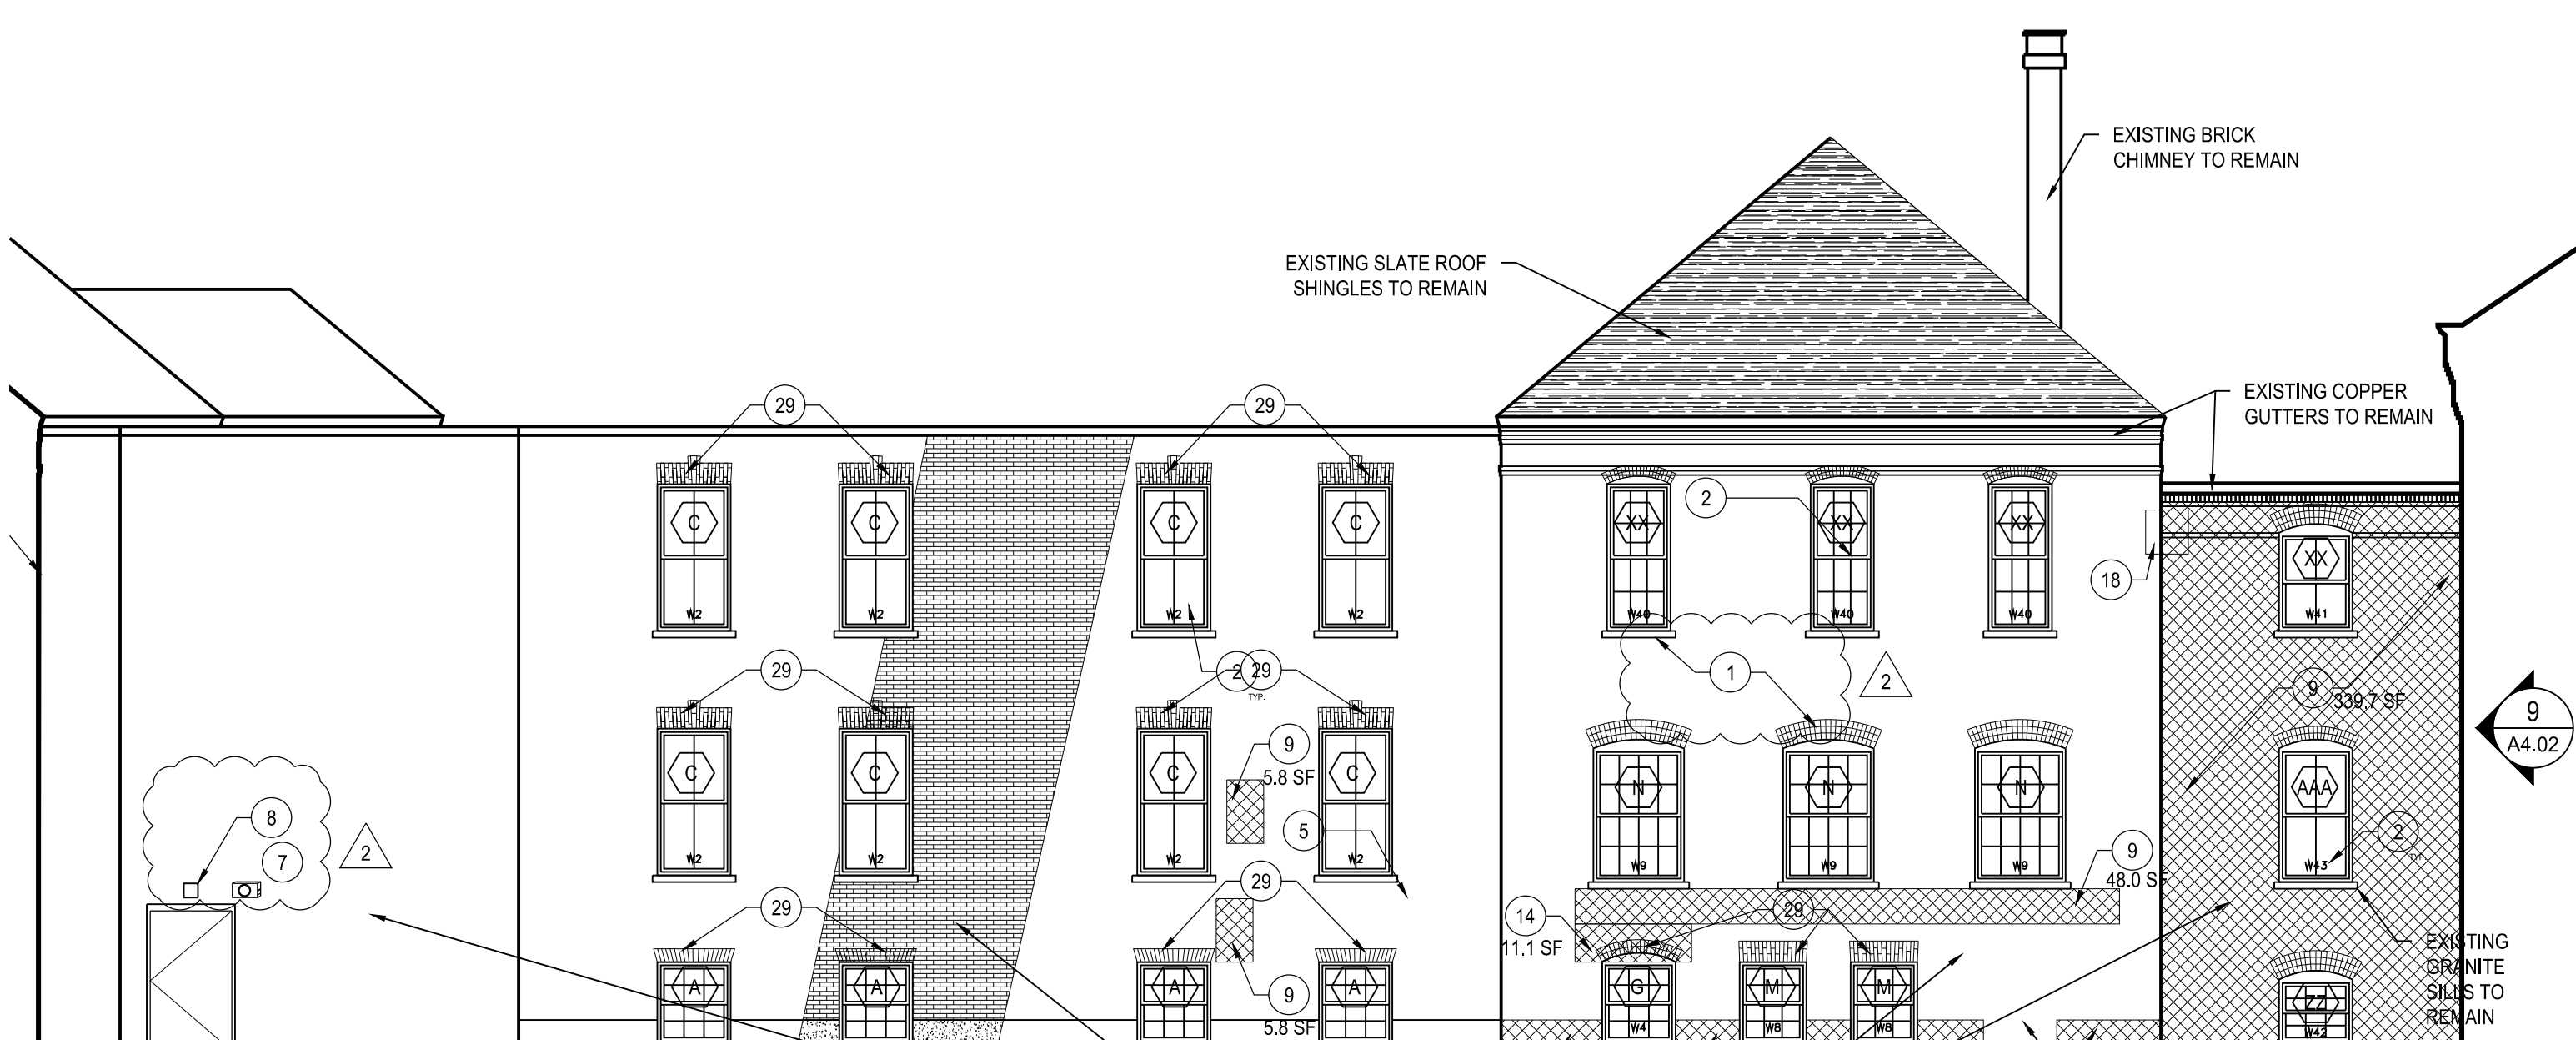 EXISTING BRICK
CHIMNEY TO REMAIN
EXISTING SLATE ROOF
SHINGLES TO REMAIN
EXISTING COPPER
GUTTERS TO REMAIN
29
29
2
18
C
C
C
C
XX
XX
XX
XX
W2
W2
W2
W2
W40
W40
W40
W41
29
2
29
TYP.
1
2
9
339.7 SF
9
A4.02
9
5.8 SF
C
C
C
C
N
N
N
AAA
8
7
2
5
2
TYP.
W2
W2
W2
W2
W9
W9
W9
W43
9
48.0 SF
29
29
14
11.1 SF
29
EXISTING
GRANITE
SILLS TO
REMAIN
A
A
A
A
G
M
M
ZZ
9
5.8 SF
W4
W8
W8
W42